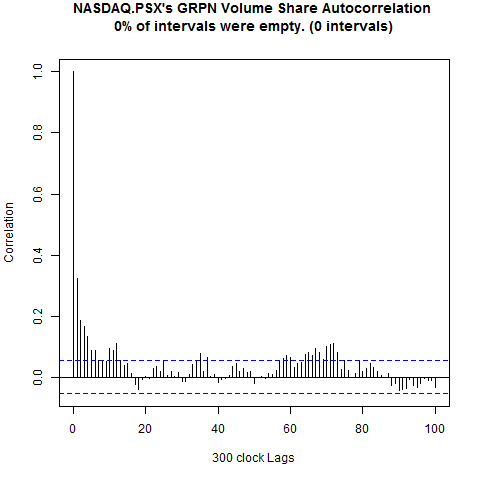 NASDAQ.PSX's GRPN Volume Share Autocorrelation
0% of intervals were empty. (0 intervals)
Correlation
1.0
0.8
0.6
0.4
0.2
0.0
0 20 40 60 80 100
300 clock Lags